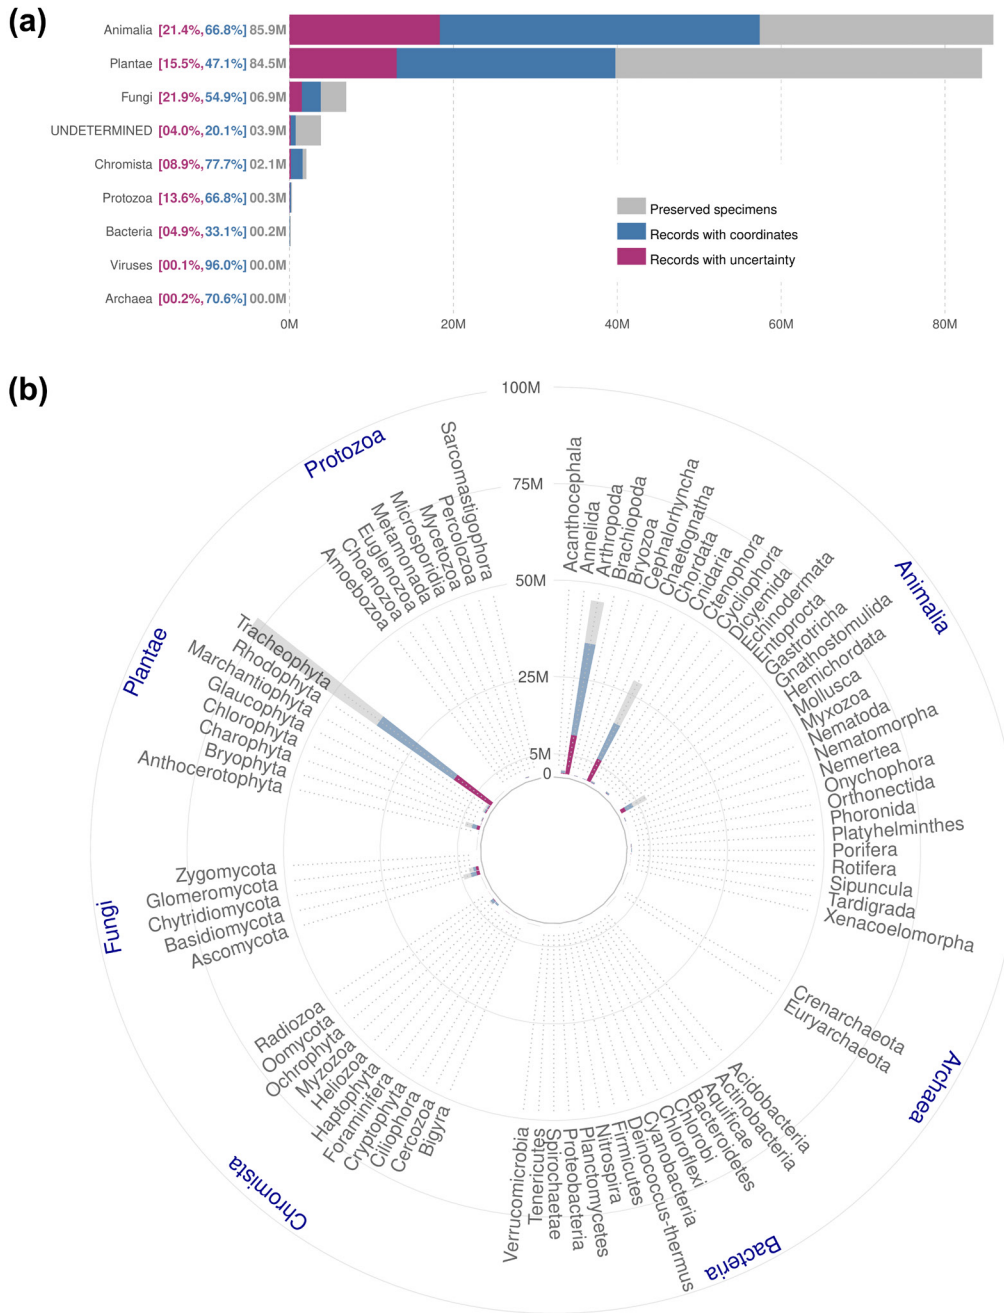 (a)
Animalia [21.4%,66.8%] 85.9M
Plantae [15.5%,47.1%] 84.5M
Fungi [21.9%,54.9%] 06.9M
UNDETERMINED [04.0%,20.1%] 03.9M
Chromista [08.9%,77.7%] 02.1M
Protozoa [13.6%,66.8%] 00.3M
Bacteria [04.9%,33.1%] 00.2M
Viruses [00.1%,96.0%] 00.0M
Archaea [00.2%,70.6%] 00.0M
Preserved specimens
Records with coordinates
Records with uncertainty
0M 20M 40M 60M 80M
(b)
100M
75M
50M
25M
5M
0
Animalia
Acanthocephala
Annelida
Arthropoda
Brachiopoda
Bryozoa
Cephalorhyncha
Chaetognatha
Chordata
Cnidaria
Ctenophora
Cycliophora
Dicyemida
Echinodermata
Entoprocta
Gastrotricha
Gnathostomulida
Hemichordata
Mollusca
Myxozoa
Nematoda
Nematomorpha
Nemertea
Onychophora
Orthonectida
Phoronida
Platyhelminthes
Porifera
Rotifera
Sipuncula
Tardigrada
Xenacoelomorpha
Archaea
Crenarchaeota
Euryarchaeota
Bacteria
Acidobacteria
Actinobacteria
Aquificae
Bacteroidetes
Chlorobi
Chloroflexi
Cyanobacteria
Deinococcus-thermus
Firmicutes
Nitrospira
Planctomycetes
Proteobacteria
Spirochaetae
Tenericutes
Verrucomicrobia
Chromista
Bigyra
Cercozoa
Ciliophora
Cryptophyta
Foraminifera
Haptophyta
Heliozoa
Myzozoa
Ochrophyta
Oomycota
Radiozoa
Fungi
Ascomycota
Basidiomycota
Chytridiomycota
Glomeromycota
Zygomycota
Plantae
Anthocerotophyta
Bryophyta
Charophyta
Chlorophyta
Glaucophyta
Marchantiophyta
Rhodophyta
Tracheophyta
Protozoa
Amoebozoa
Choanozoa
Euglenozoa
Metamonada
Microsporidia
Mycetozoa
Percolozoa
Sarcomastigophora